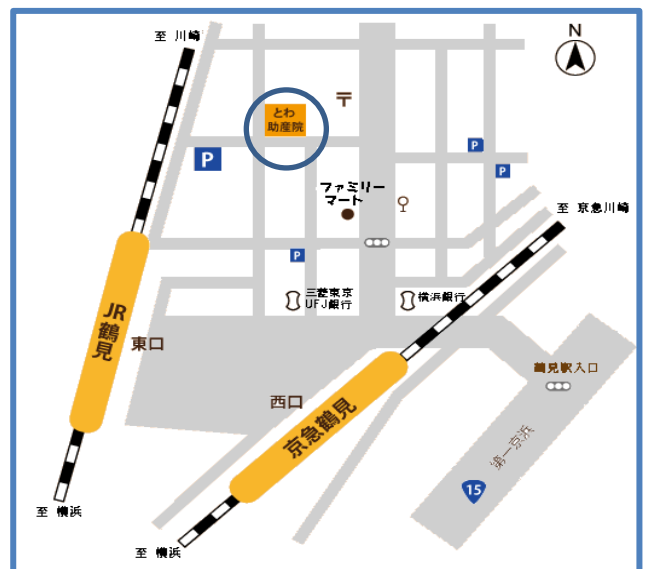 至 川崎
N
とわ
助産院
〒
P
P
P
ファミリー
マート
至 京急川崎
P
三菱東京
UFJ銀行
横浜銀行
JR鶴見
東口
鶴見駅入口
西口
京急鶴見
第一京浜
15
至 横浜
至 横浜